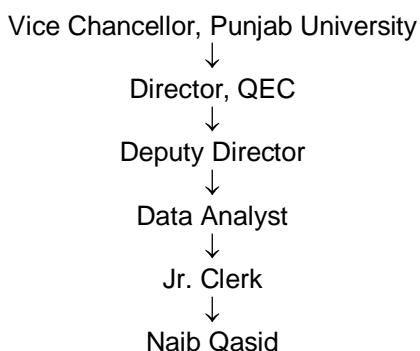 Vice Chancellor, Punjab University
↓
Director, QEC
↓
Deputy Director
↓
Data Analyst
↓
Jr. Clerk
↓
Naib Qasid